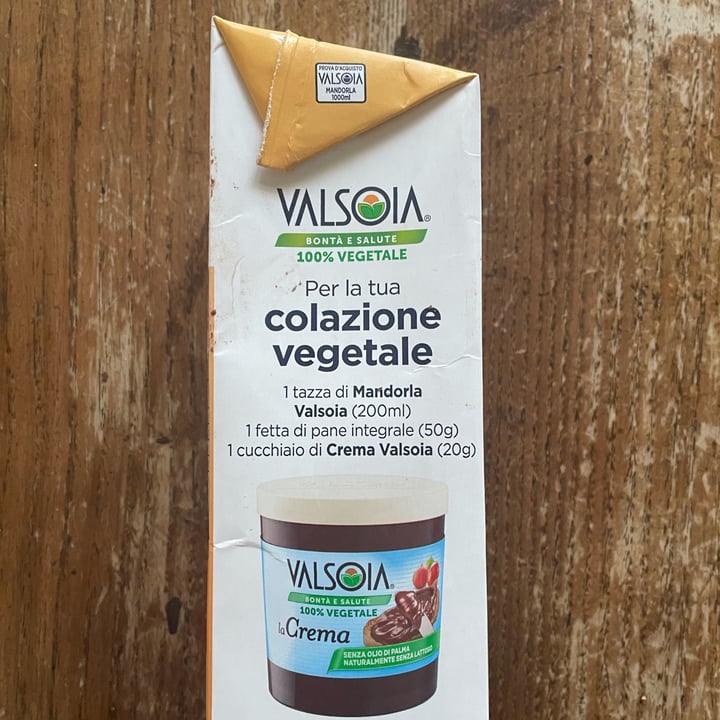 PROVA D'ACQUISTO
VALSOIA
MANDORLA
1000ml
VALSOIA®
BONTÀ E SALUTE
100% VEGETALE
Per la tua
colazione
vegetale
1 tazza di Mandorla
Valsoia (200ml)
1 fetta di pane integrale (50g)
1 cucchiaio di Crema Valsoia (20g)
VALSOIA®
BONTÀ E SALUTE
100% VEGETALE
la Crema
SENZA OLIO DI PALMA
NATURALMENTE SENZA LATTOSIO